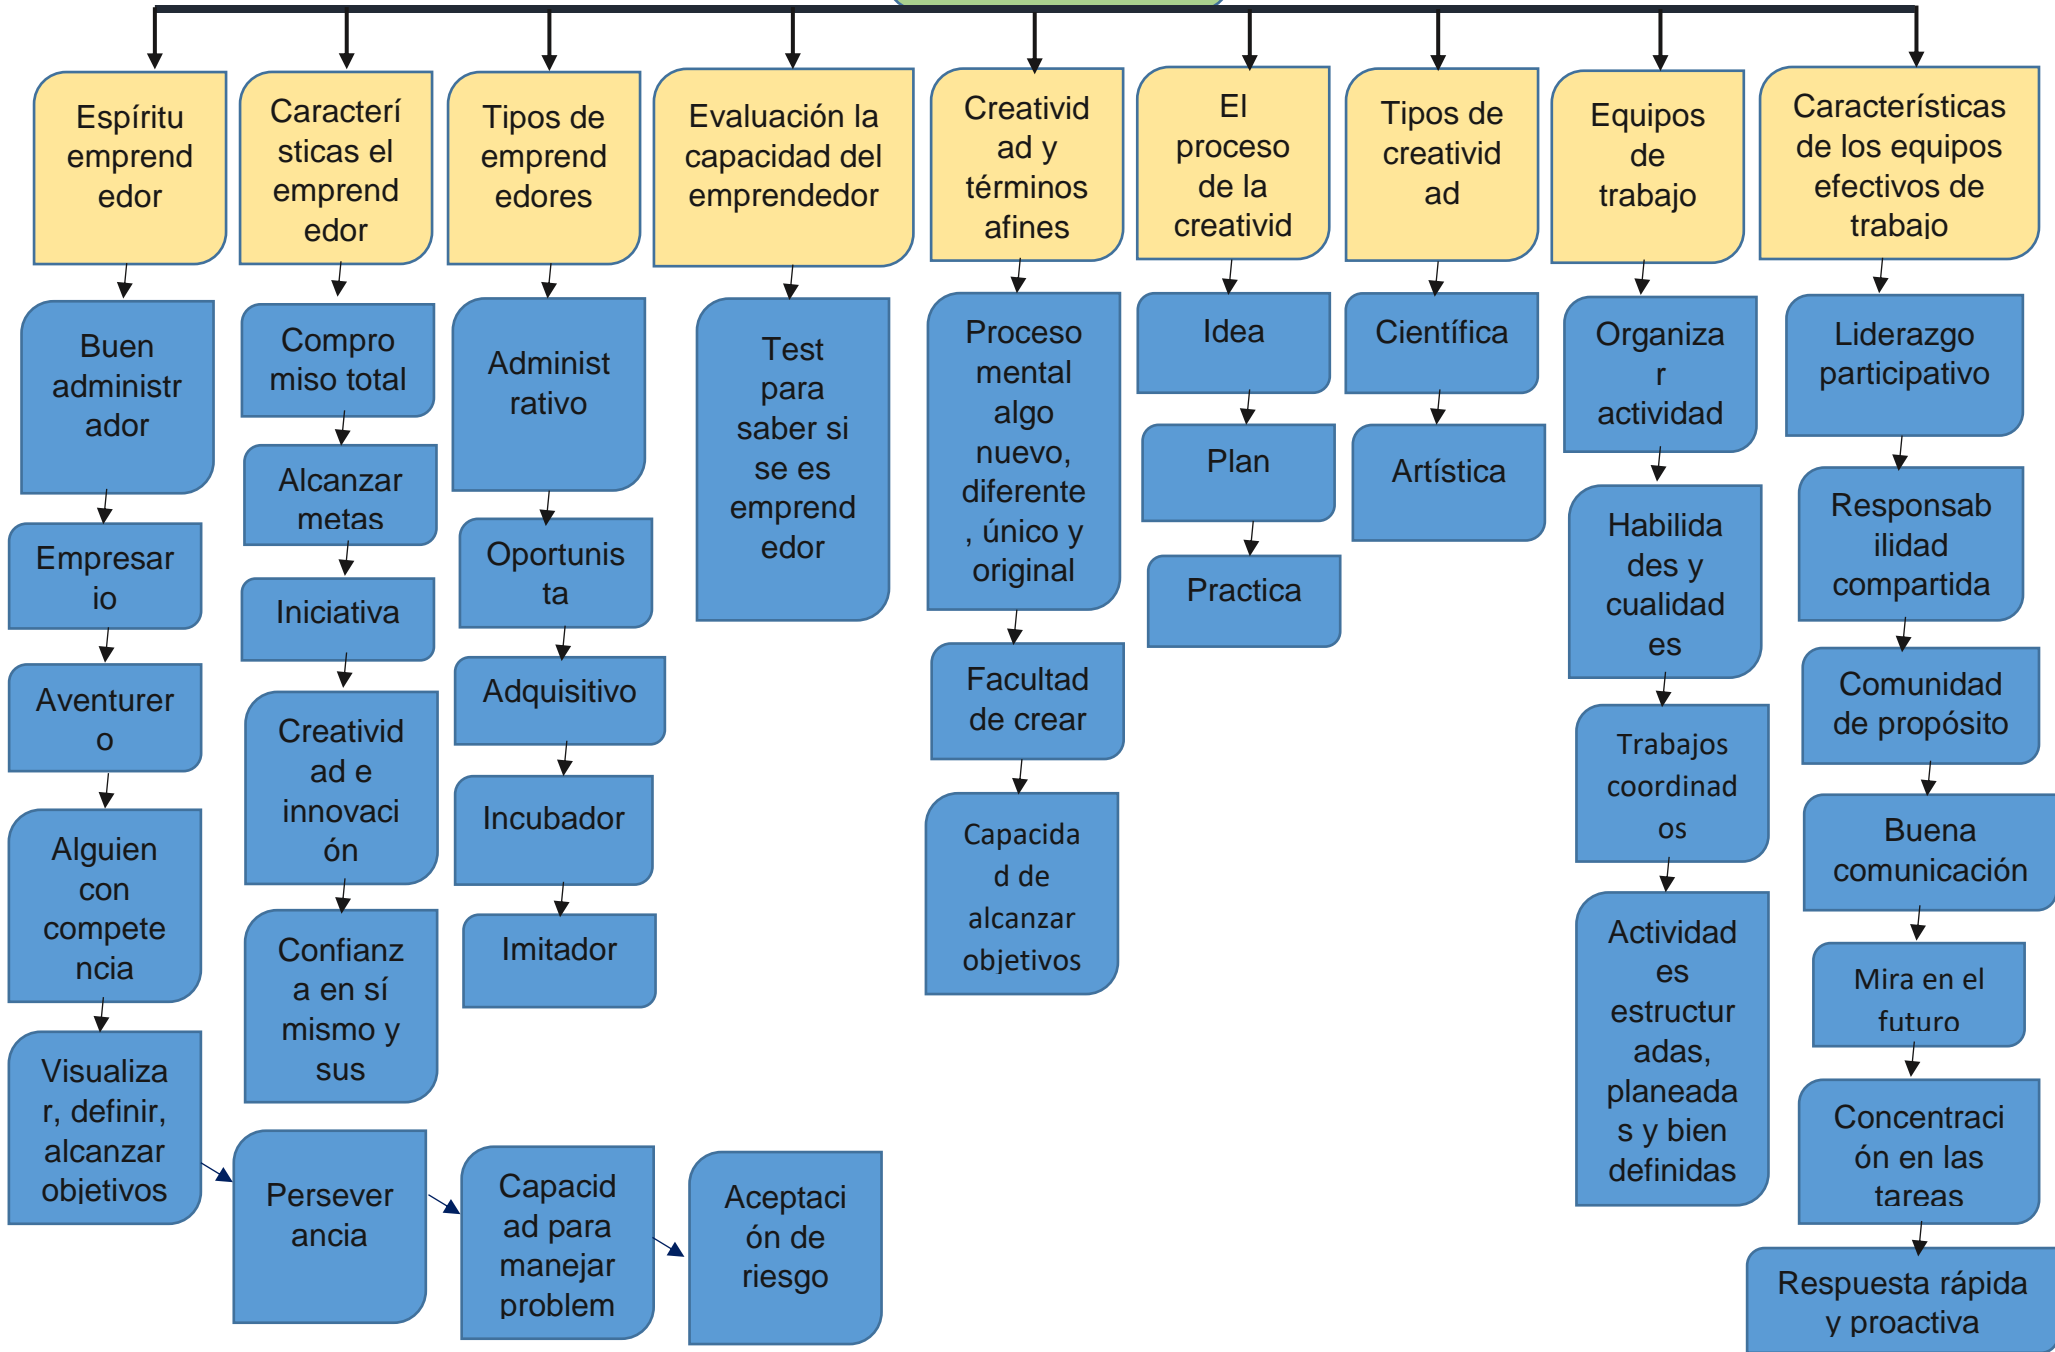 Espíritu
emprend
edor
Caracterí
sticas el
emprend
edor
Tipos de
emprend
edores
Evaluación la
capacidad del
emprendedor
Creativid
ad y
términos
afines
El
proceso
de la
creativid
Tipos de
creativid
ad
Equipos
de
trabajo
Características
de los equipos
efectivos de
trabajo
Buen
administr
ador
Empresar
io
Aventurer
o
Alguien
con
compete
ncia
Visualiza
r, definir,
alcanzar
objetivos
Compro
miso total
Alcanzar
metas
Iniciativa
Creativid
ad e
innovaci
ón
Confianz
a en sí
mismo y
sus
Persever
ancia
Capacid
ad para
manejar
problem
Aceptaci
ón de
riesgo
Administ
rativo
Oportunis
ta
Adquisitivo
Incubador
Imitador
Test
para
saber si
se es
emprend
edor
Proceso
mental
algo
nuevo,
diferente
, único y
original
Facultad
de crear
Capacida
d de
alcanzar
objetivos
Idea
Plan
Practica
Científica
Artística
Organiza
r
actividad
Habilida
des y
cualidad
es
Trabajos
coordinad
os
Actividad
es
estructur
adas,
planeada
s y bien
definidas
Liderazgo
participativo
Responsab
ilidad
compartida
Comunidad
de propósito
Buena
comunicación
Mira en el
futuro
Concentraci
ón en las
tareas
Respuesta rápida
y proactiva